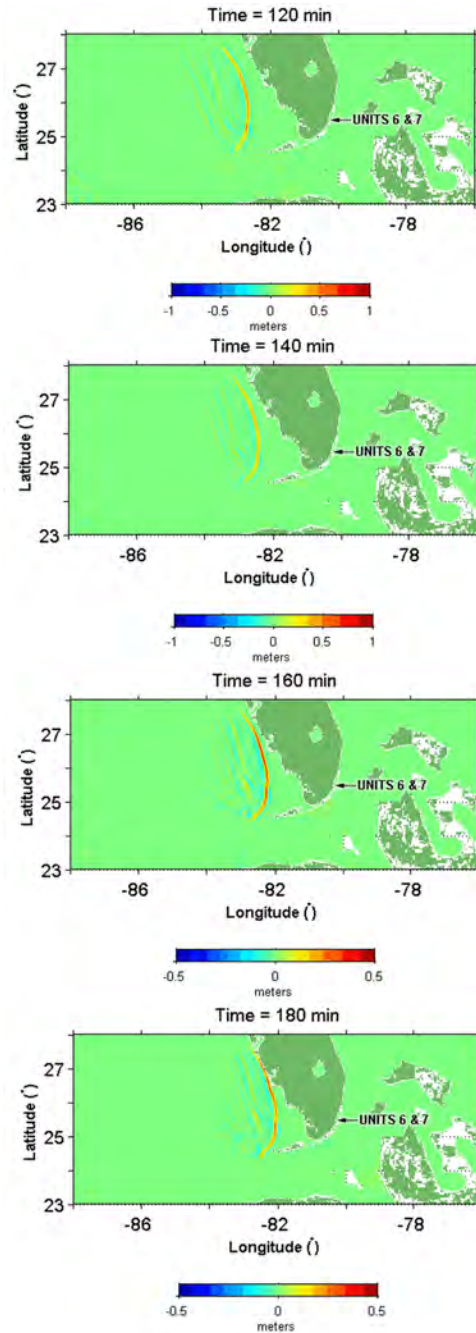 Time = 120 min
27
25
23
Latitude (°)
UNITS 6 & 7
-86
-82
-78
Longitude (°)
-1
-0.5
0
0.5
1
meters
Time = 140 min
27
25
23
Latitude (°)
UNITS 6 & 7
-86
-82
-78
Longitude (°)
-1
-0.5
0
0.5
1
meters
Time = 160 min
27
25
23
Latitude (°)
UNITS 6 & 7
-86
-82
-78
Longitude (°)
-0.5
0
0.5
meters
Time = 180 min
27
25
23
Latitude (°)
UNITS 6 & 7
-86
-82
-78
Longitude (°)
-0.5
0
0.5
meters